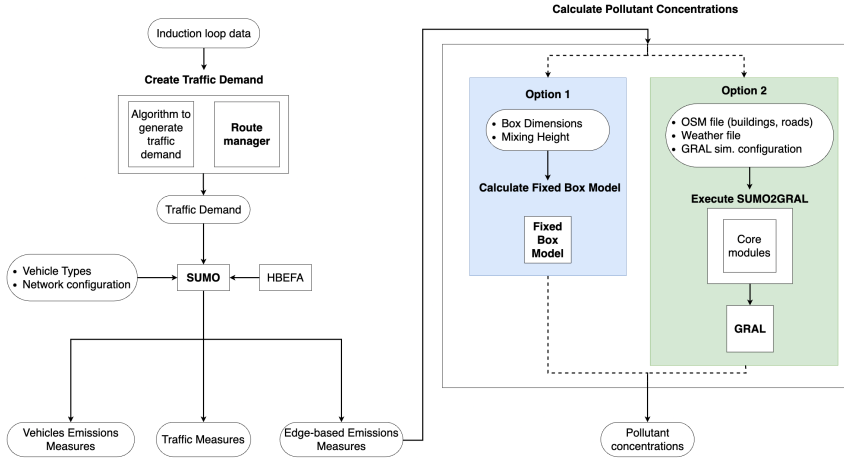 Calculate Pollutant Concentrations
Induction loop data
Create Traffic Demand
Algorithm to
generate
traffic
demand
Route
manager
Traffic Demand
• Vehicle Types
• Network configuration
SUMO
HBEFA
Vehicles Emissions
Measures
Traffic Measures
Edge-based Emissions
Measures
Option 1
• Box Dimensions
• Mixing Height
Calculate Fixed Box Model
Fixed
Box
Model
Option 2
• OSM file (buildings, roads)
• Weather file
• GRAL sim. configuration
Execute SUMO2GRAL
Core
modules
GRAL
Pollutant
concentrations